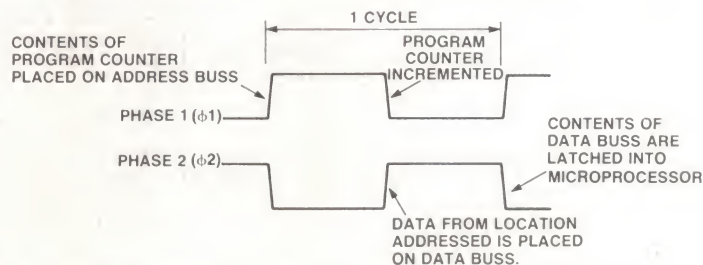 1 CYCLE
CONTENTS OF
PROGRAM COUNTER
PLACED ON ADDRESS BUSS
PROGRAM
COUNTER
INCREMENTED
PHASE 1 (ϕ1)
PHASE 2 (ϕ2)
CONTENTS OF
DATA BUSS ARE
LATCHED INTO
MICROPROCESSOR
DATA FROM LOCATION
ADDRESSED IS PLACED
ON DATA BUSS.